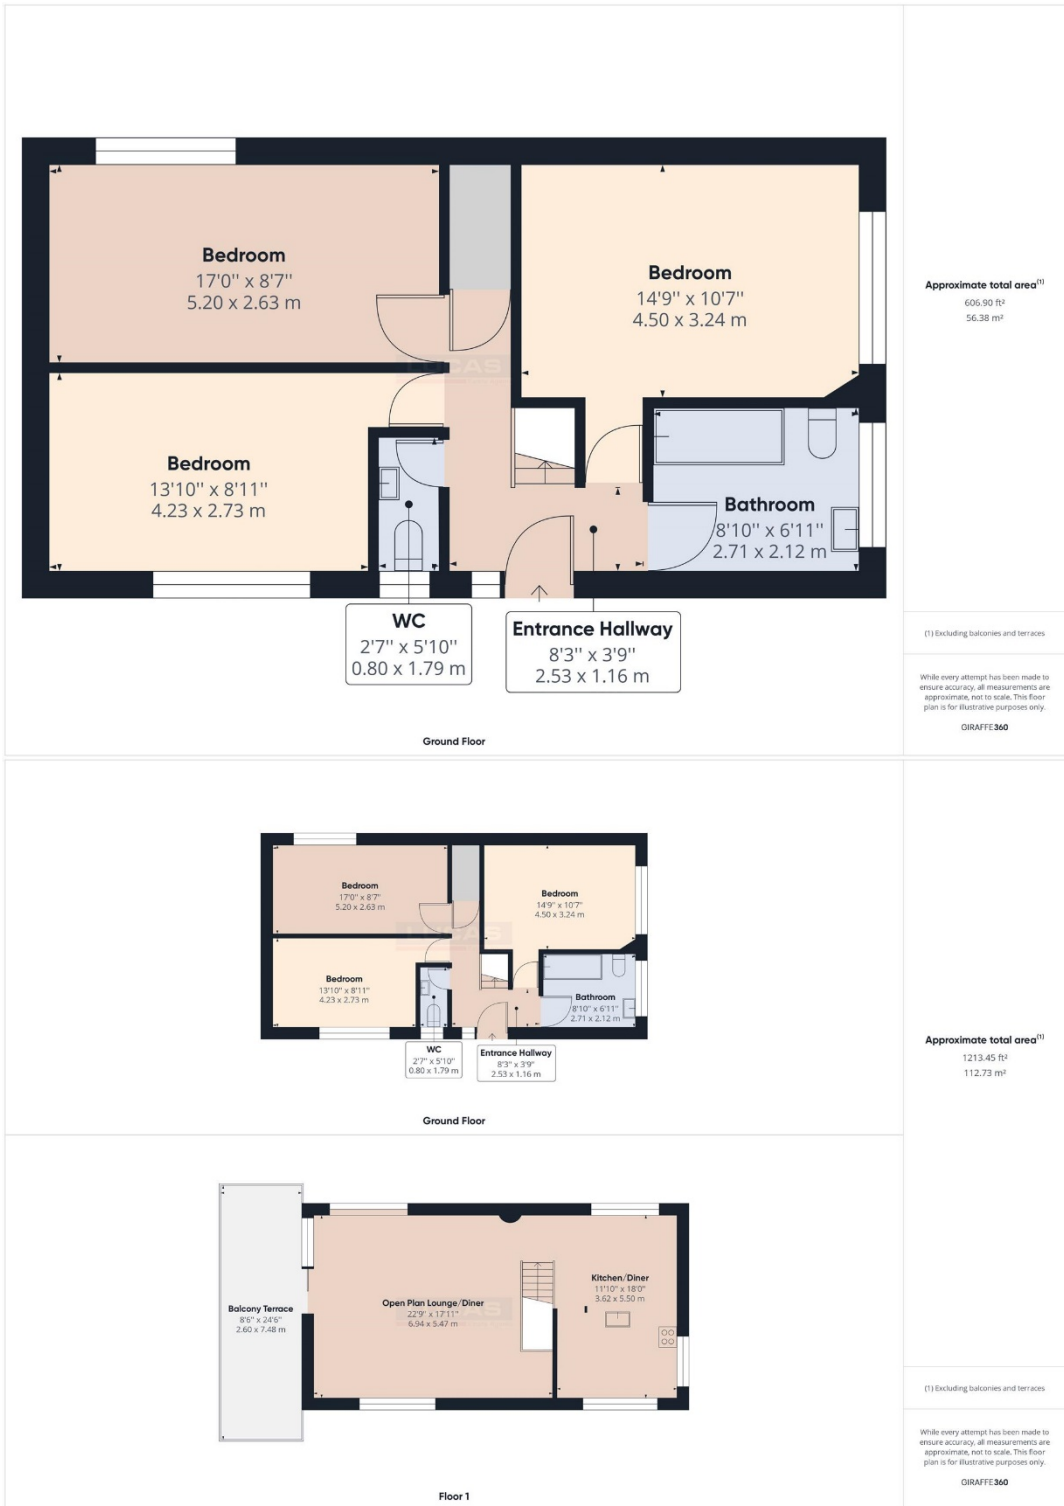 Bedroom
17'0'' x 8'7''
5.20 x 2.63 m
Bedroom
14'9'' x 10'7''
4.50 x 3.24 m
LUCAS
Bedroom
13'10'' x 8'11''
4.23 x 2.73 m
Bathroom
8'10'' x 6'11''
2.71 x 2.12 m
WC
2'7'' x 5'10''
0.80 x 1.79 m
Entrance Hallway
8'3'' x 3'9''
2.53 x 1.16 m
Ground Floor
Approximate total area(1)
606.90 ft²
56.38 m²
(1) Excluding balconies and terraces
While every attempt has been made to
ensure accuracy, all measurements are
approximate, not to scale. This floor
plan is for illustrative purposes only.
GIRAFFE360
Bedroom
17'0'' x 8'7''
5.20 x 2.63 m
Bedroom
14'9'' x 10'7''
4.50 x 3.24 m
LUCAS
Bedroom
13'10'' x 8'11''
4.23 x 2.73 m
Bathroom
8'10'' x 6'11''
2.71 x 2.12 m
WC
2'7'' x 5'10''
0.80 x 1.79 m
Entrance Hallway
8'3'' x 3'9''
2.53 x 1.16 m
Ground Floor
Balcony Terrace
8'6'' x 24'6''
2.60 x 7.48 m
Open Plan Lounge/Diner
22'9'' x 17'11''
6.94 x 5.47 m
LUCAS
Kitchen/Diner
11'10'' x 18'0''
3.62 x 5.50 m
Floor 1
Approximate total area(1)
1213.45 ft²
112.73 m²
(1) Excluding balconies and terraces
While every attempt has been made to
ensure accuracy, all measurements are
approximate, not to scale. This floor
plan is for illustrative purposes only.
GIRAFFE360